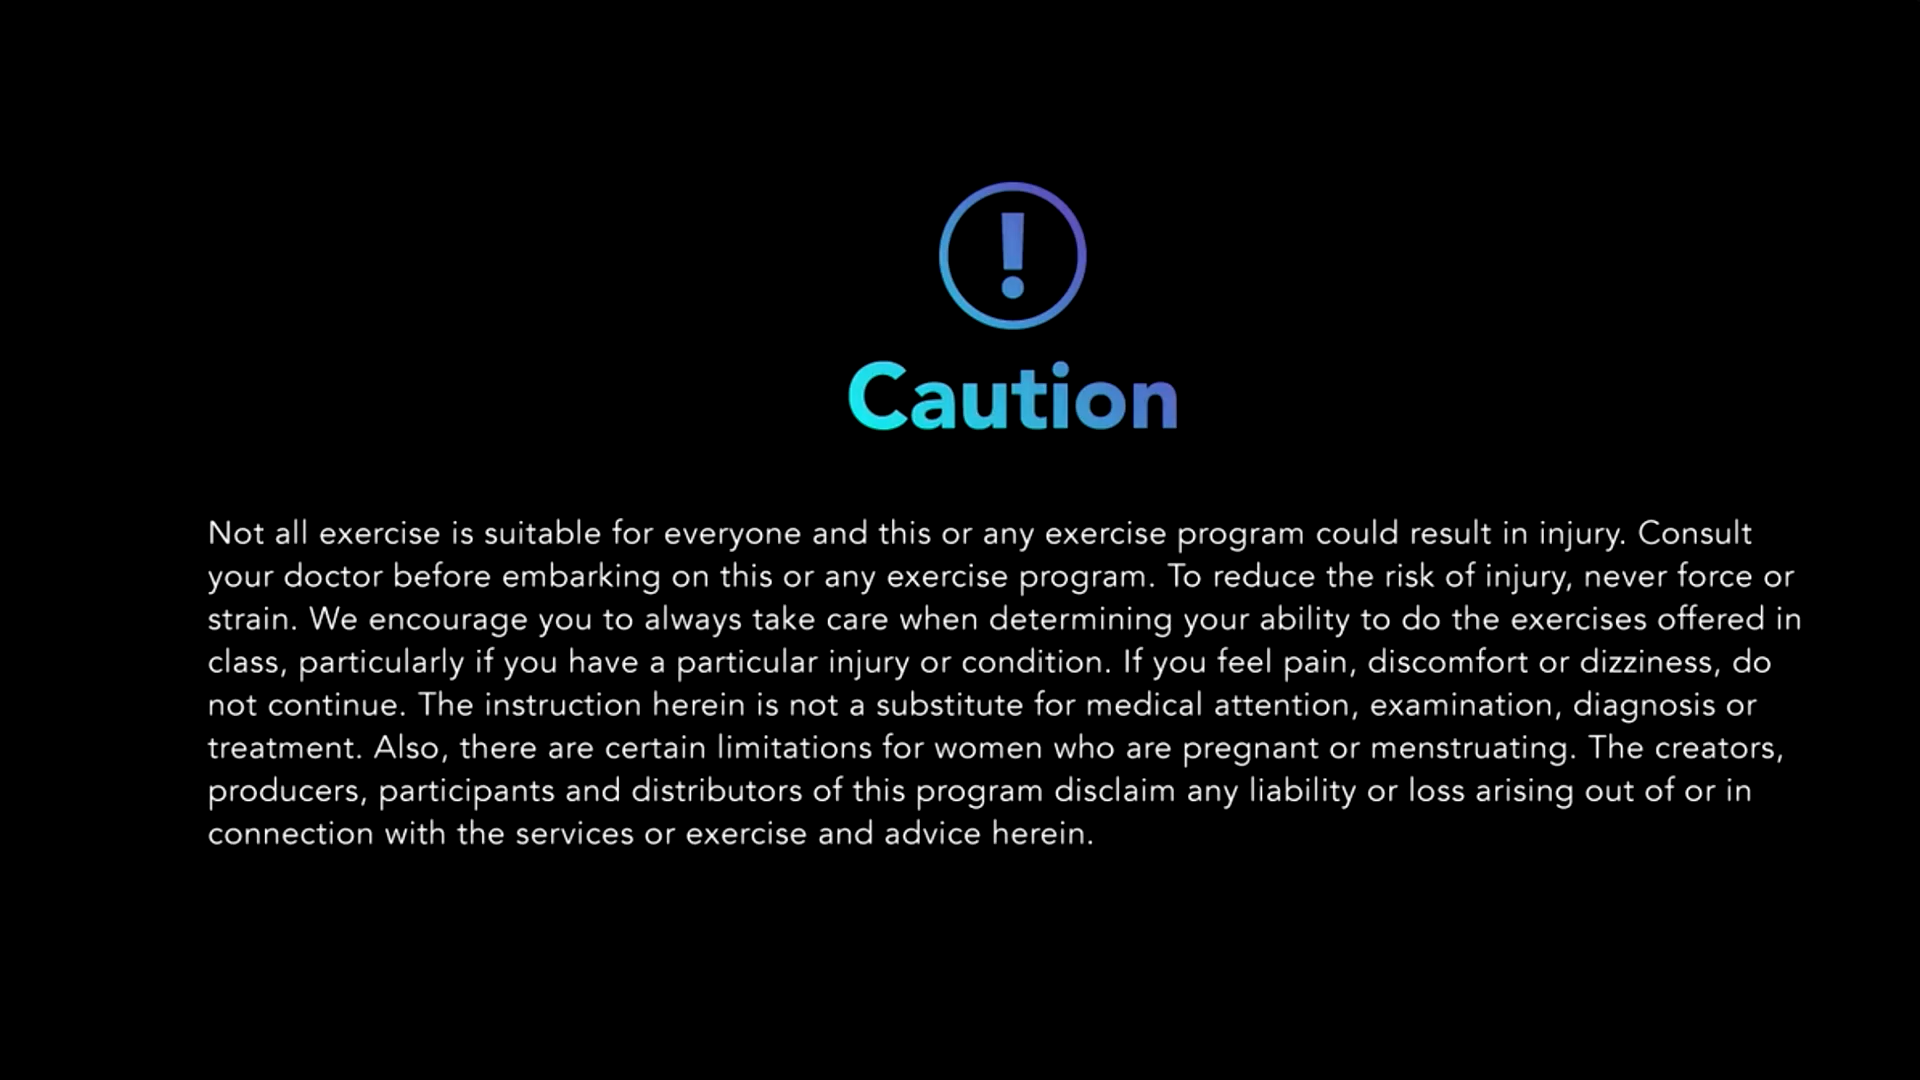 !
Caution
Not all exercise is suitable for everyone and this or any exercise program could result in injury. Consult
your doctor before embarking on this or any exercise program. To reduce the risk of injury, never force or
strain. We encourage you to always take care when determining your ability to do the exercises offered in
class, particularly if you have a particular injury or condition. If you feel pain, discomfort or dizziness, do
not continue. The instruction herein is not a substitute for medical attention, examination, diagnosis or
treatment. Also, there are certain limitations for women who are pregnant or menstruating. The creators,
producers, participants and distributors of this program disclaim any liability or loss arising out of or in
connection with the services or exercise and advice herein.